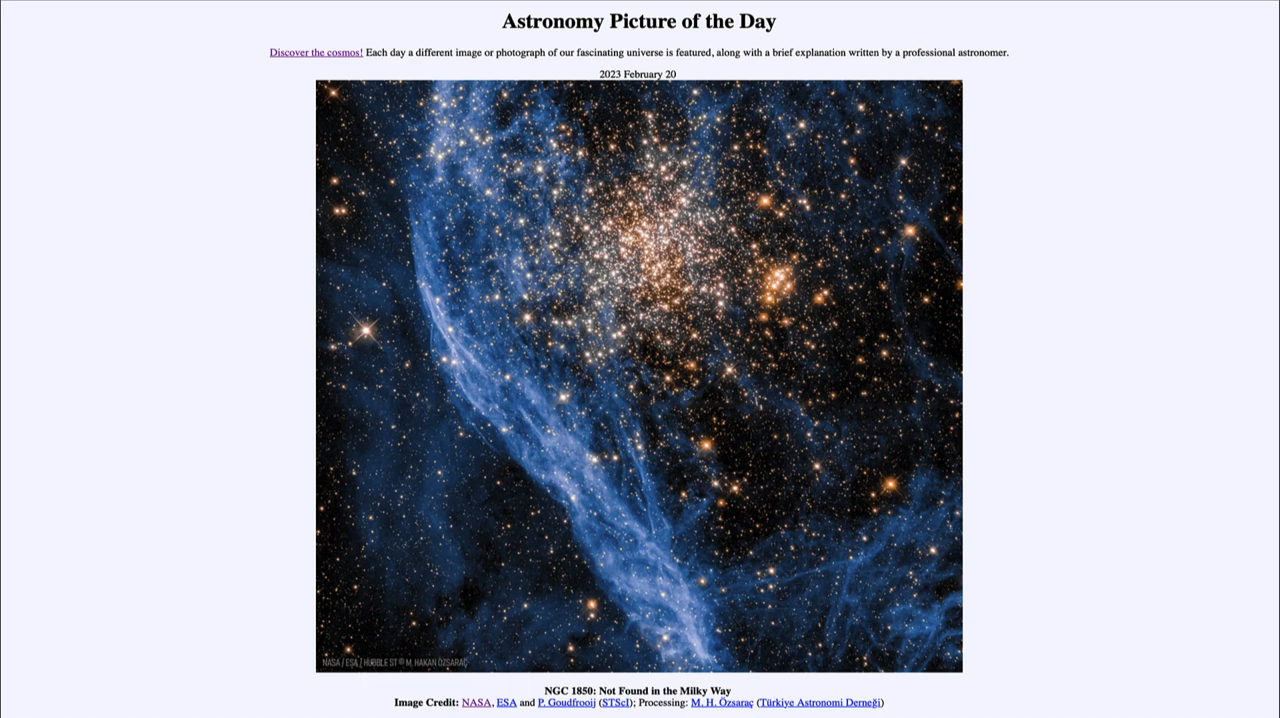 Astronomy Picture of the Day
Discover the cosmos! Each day a different image or photograph of our fascinating universe is featured, along with a brief explanation written by a professional astronomer.
2023 February 20
NASA / ESA / HUBBLE ST © M. HAKAN ÖZSARAÇ
NGC 1850: Not Found in the Milky Way
Image Credit: NASA, ESA and P. Goudfrooij (STScI); Processing: M. H. Özsaraç (Türkiye Astronomi Derneği)